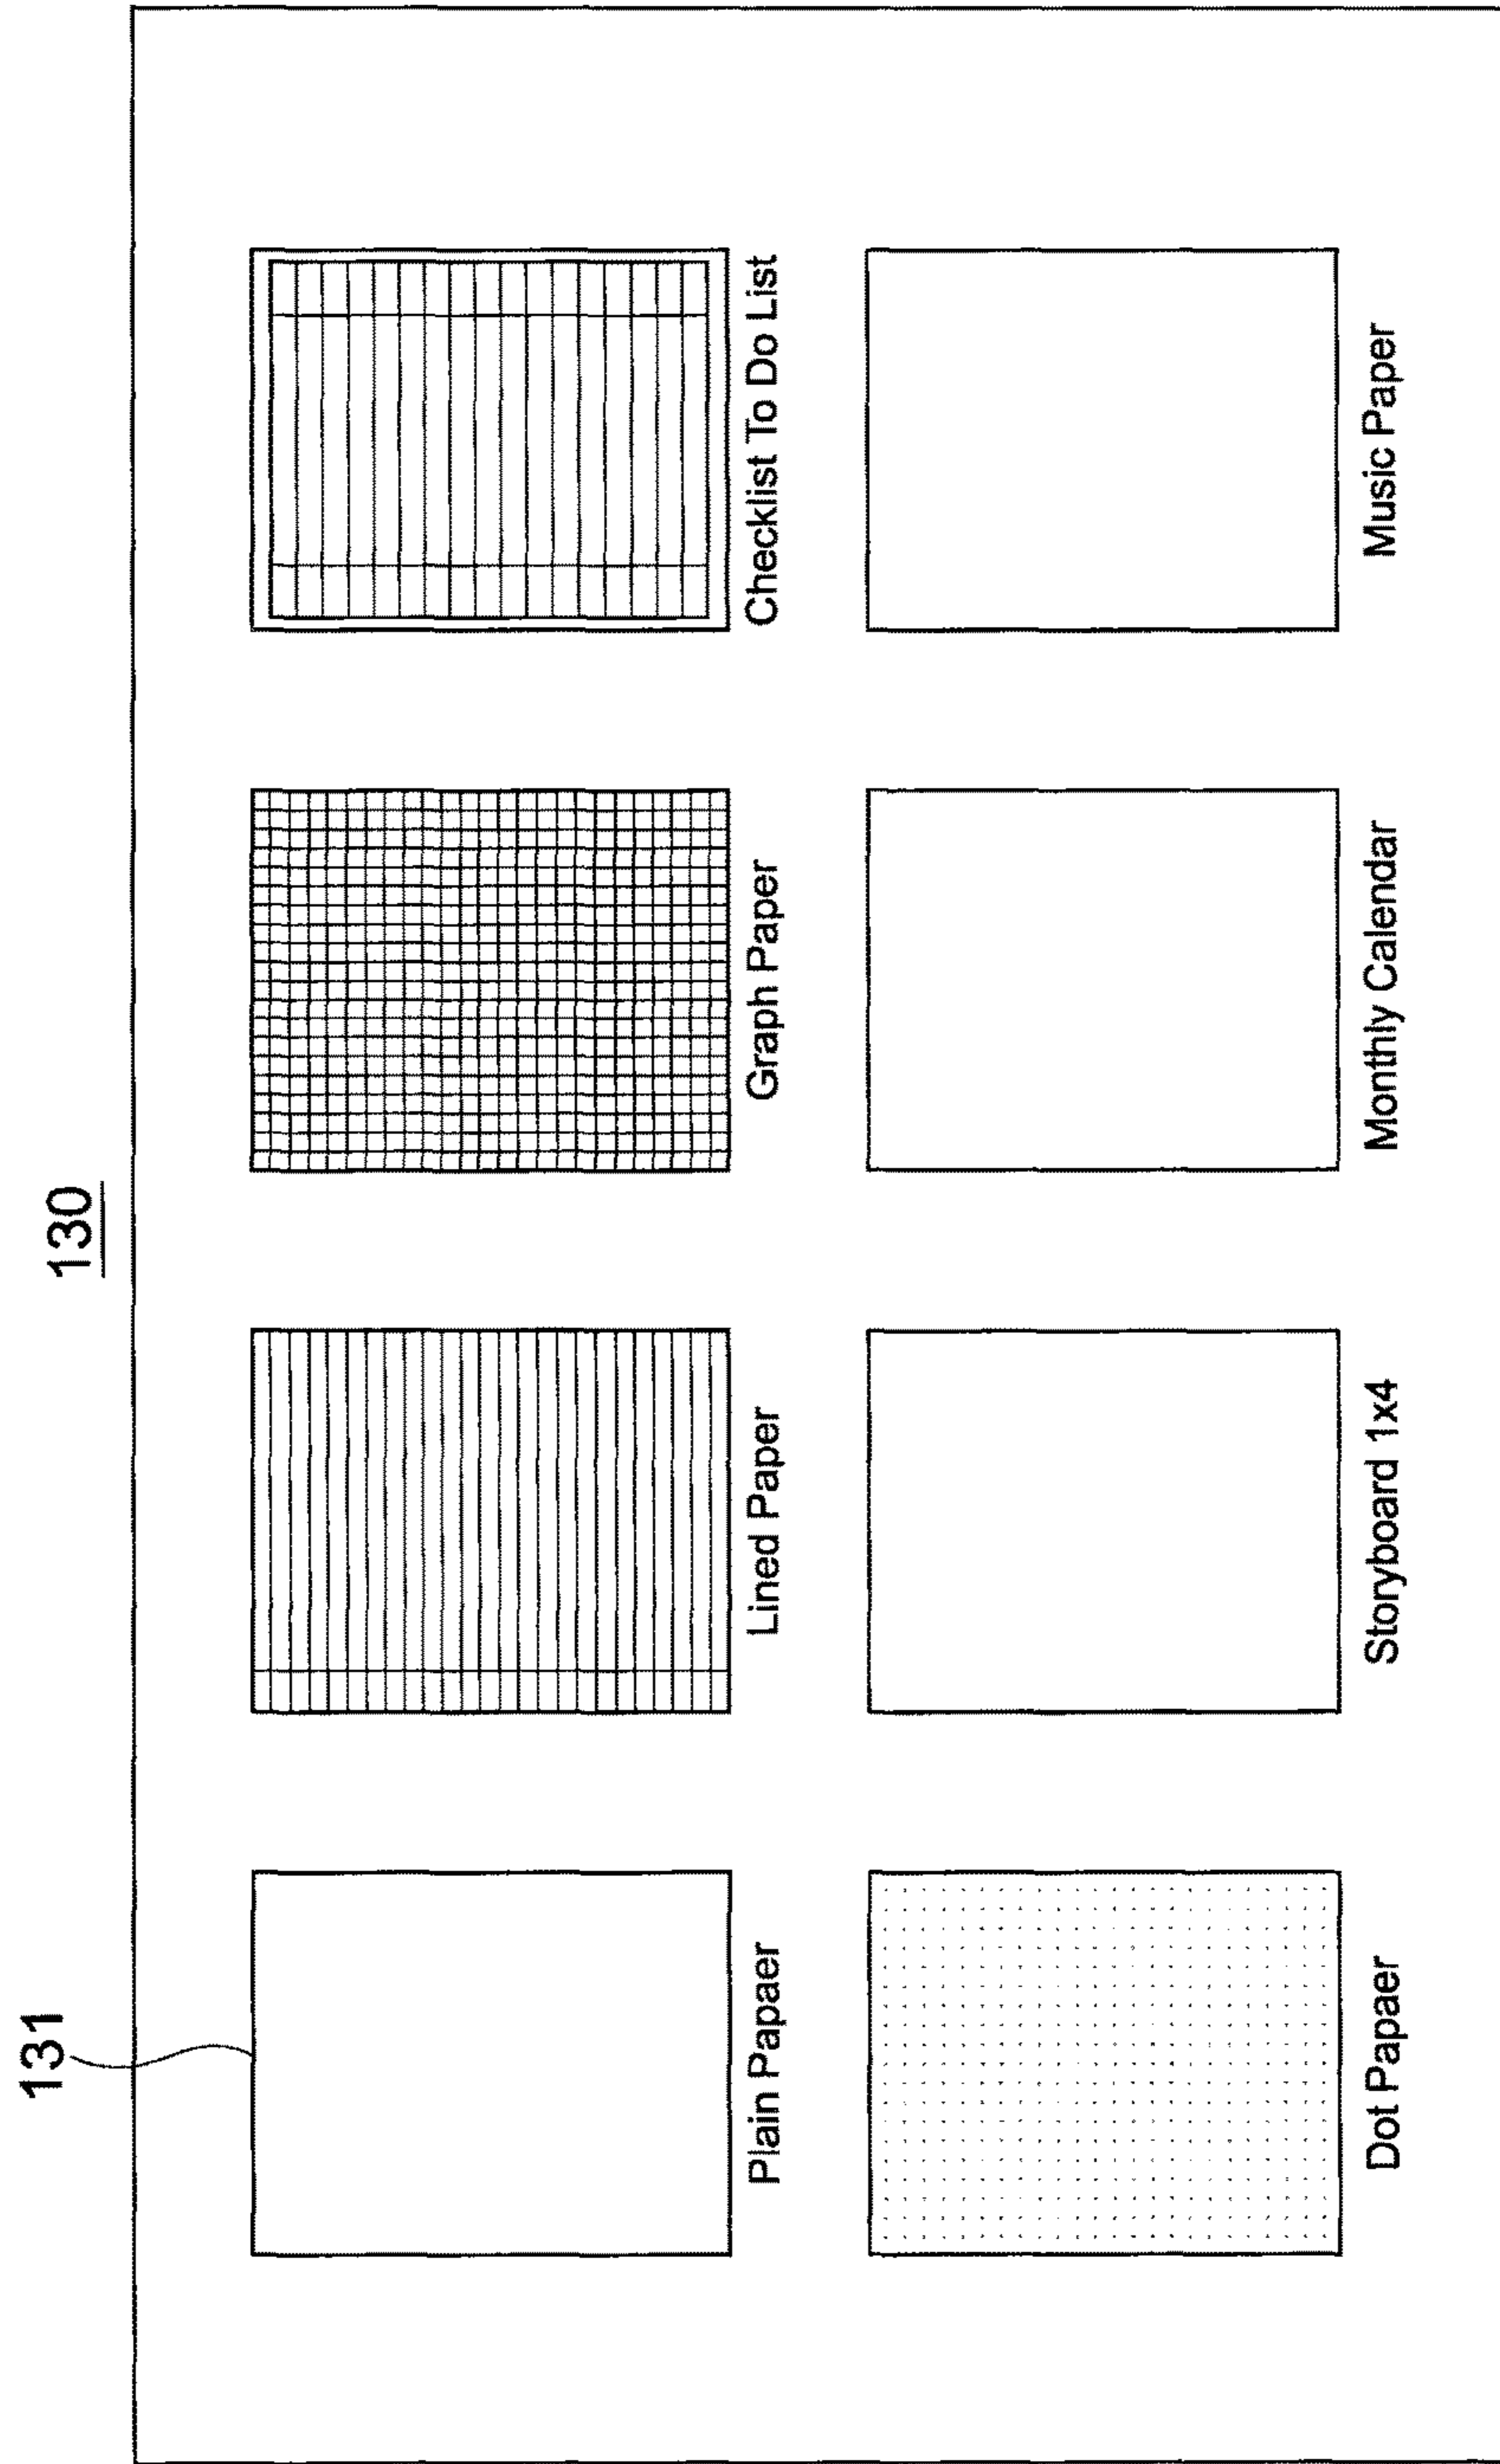 130
131
Plain Papaer
Lined Paper
Graph Paper
Checklist To Do List
Dot Papaer
Storyboard 1x4
Monthly Calendar
Music Paper